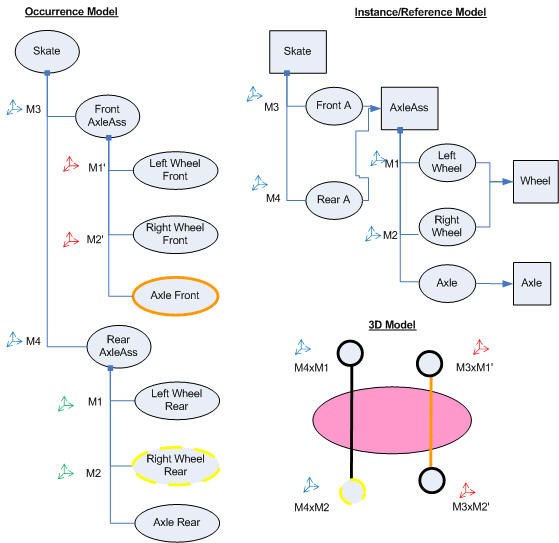 Occurrence Model
Skate
M3
Front
AxleAss
M1'
Left Wheel
Front
M2'
Right Wheel
Front
Axle Front
M4
Rear
AxleAss
M1
Left Wheel
Rear
M2
Right Wheel
Rear
Axle Rear
Instance/Reference Model
Skate
M3
Front A
AxleAss
M4
Rear A
M1
Left
Wheel
Wheel
M2
Right
Wheel
Axle
Axle
3D Model
M4xM1
M3xM1'
M4xM2
M3xM2'